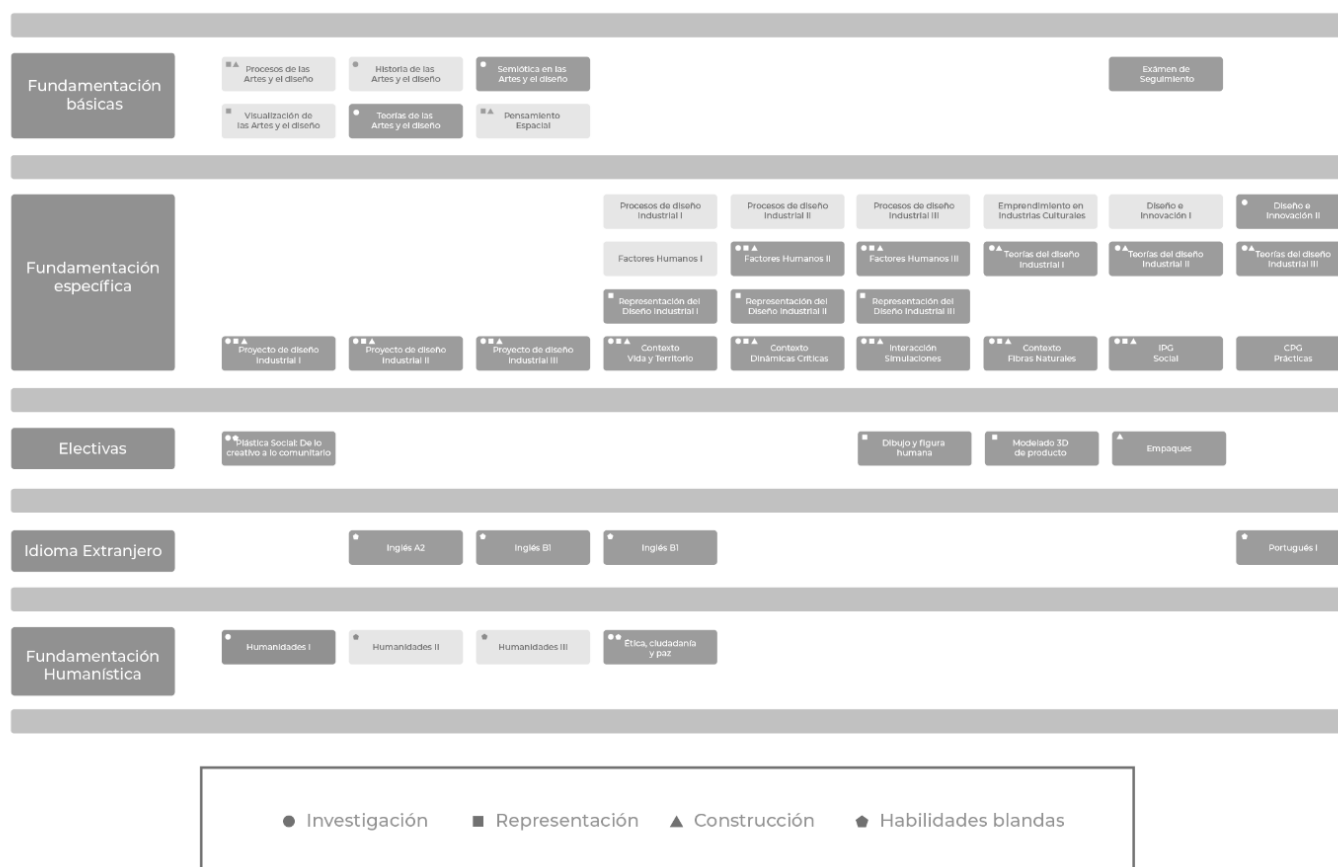 Fundamentación
básicas
Procesos de las
Artes y el diseño
Historia de las
Artes y el diseño
Semiótica en las
Artes y el diseño
Exámen de
Seguimiento
Visualización de
las Artes y el diseño
Teorías de las
Artes y el diseño
Pensamiento
Espacial
Fundamentación
específica
Procesos de diseño
Industrial I
Procesos de diseño
Industrial II
Procesos de diseño
Industrial III
Emprendimiento en
Industrias Culturales
Diseño e
Innovación I
Diseño e
Innovación II
Factores Humanos I
Factores Humanos II
Factores Humanos III
Teorías del diseño
Industrial I
Teorías del diseño
Industrial II
Teorías del diseño
Industrial III
Representación del
Diseño Industrial I
Representación del
Diseño Industrial II
Representación del
Diseño Industrial III
Proyecto de diseño
Industrial I
Proyecto de diseño
Industrial II
Proyecto de diseño
Industrial III
Contexto
Vida y Territorio
Contexto
Dinámicas Críticas
Interacción
Simulaciones
Contexto
Fibras Naturales
IPG
Social
CPG
Prácticas
Electivas
Plástica Social: De lo
creativo a lo comunitario
Dibujo y figura
humana
Modelado 3D
de producto
Empaques
Idioma Extranjero
Inglés A2
Inglés B1
Inglés B1
Portugués I
Fundamentación
Humanística
Humanidades I
Humanidades II
Humanidades III
Ética, ciudadanía
y paz
Investigación
Representación
Construcción
Habilidades blandas